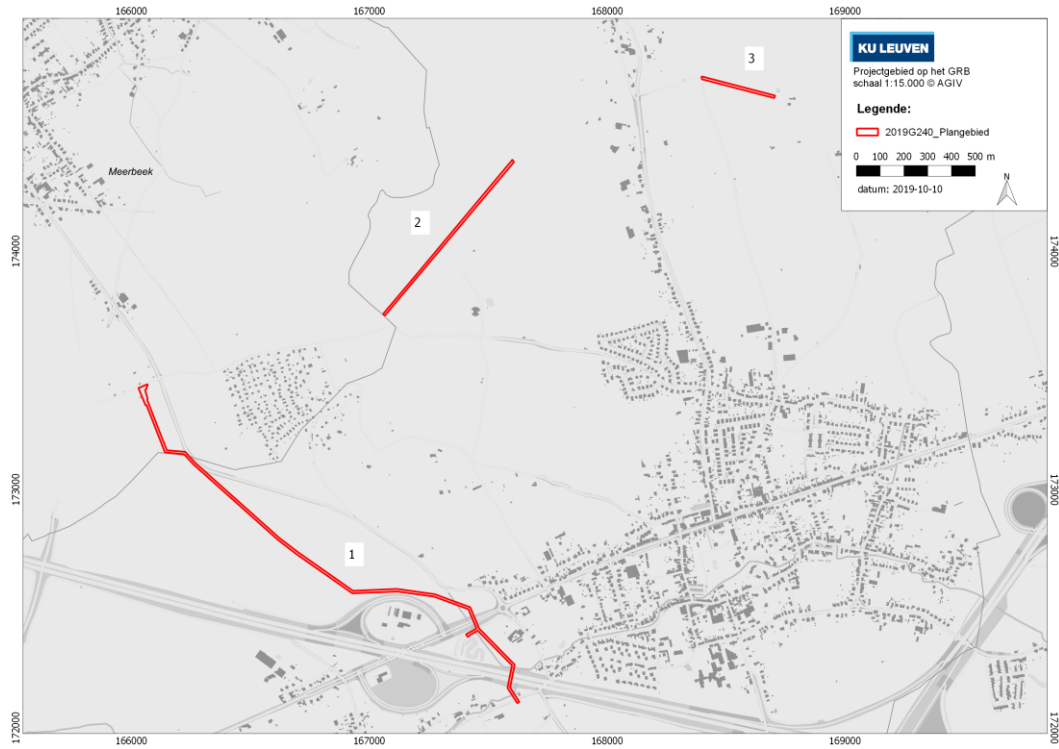 166000 167000 168000 169000
KU LEUVEN
Projectgebied op het GRB
schaal 1:15.000 © AGIV
Legende:
2019G240_Plangebied
0 100 200 300 400 500 m
datum: 2019-10-10
N
3
Meerbeek
2
174000 174000
173000 173000
1
172000 172000
166000 167000 168000 169000